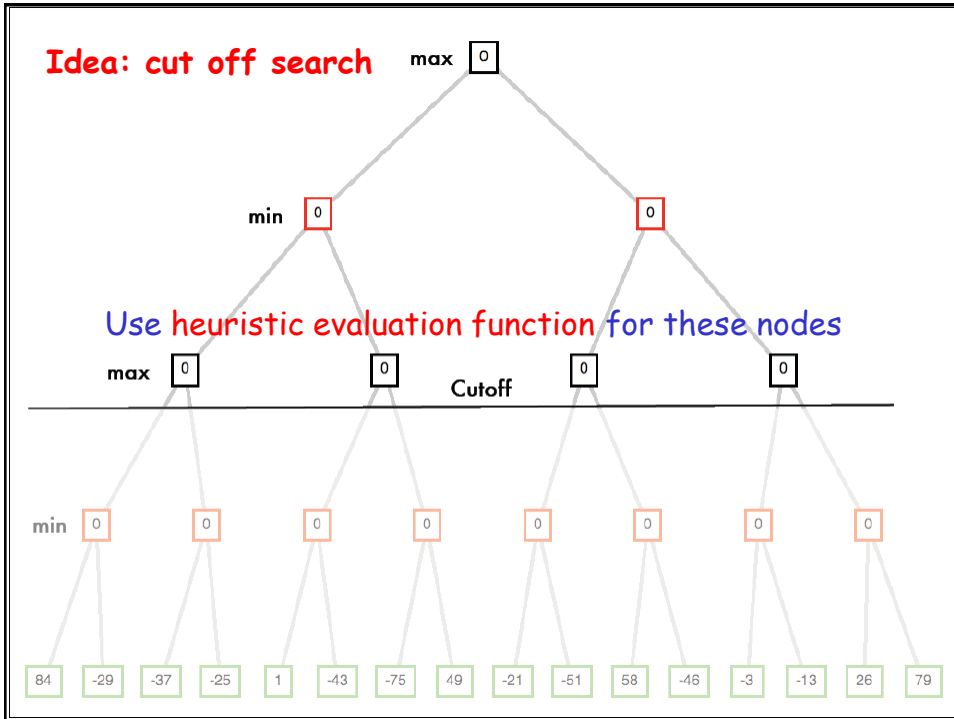 Idea: cut off search
max 0
min 0 0
Use heuristic evaluation function for these nodes
max 0 0 0 0
Cutoff
min 0 0 0 0 0 0 0 0
84 -29 -37 -25 1 -43 -75 49 -21 -51 58 -46 -3 -13 26 79